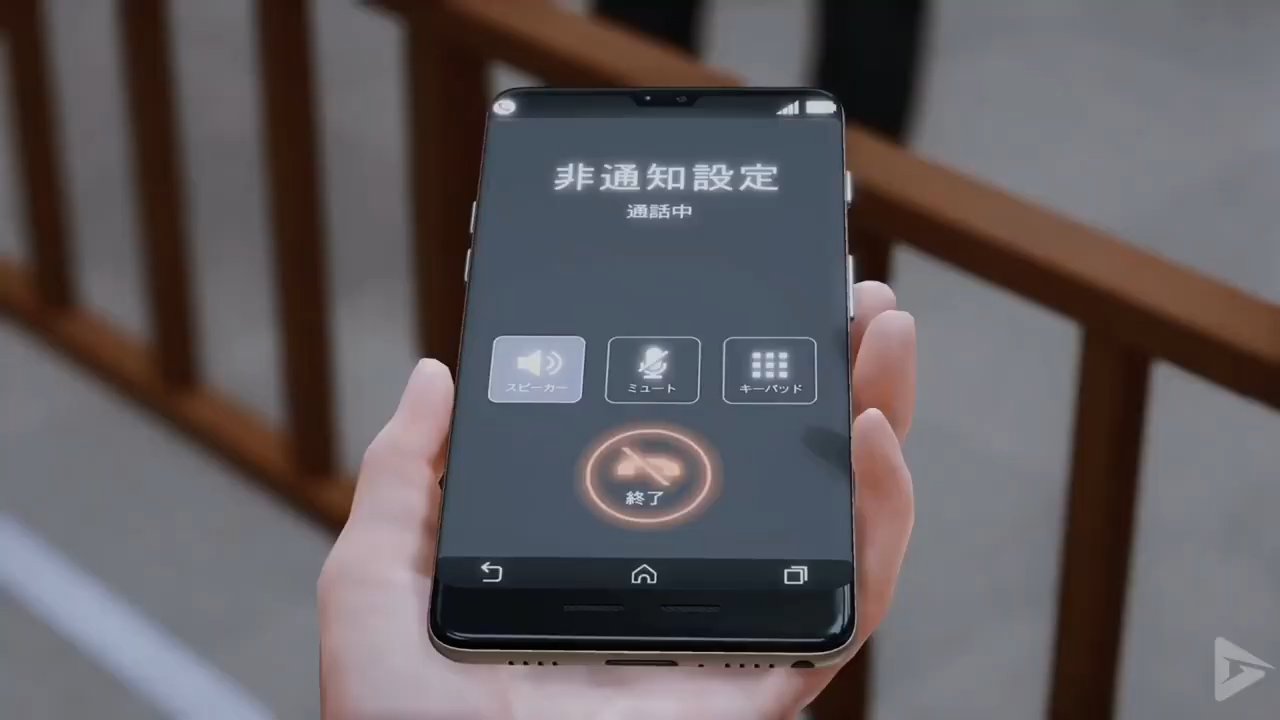 非通知設定
通話中
スピーカー
ミュート
キーパッド
終了